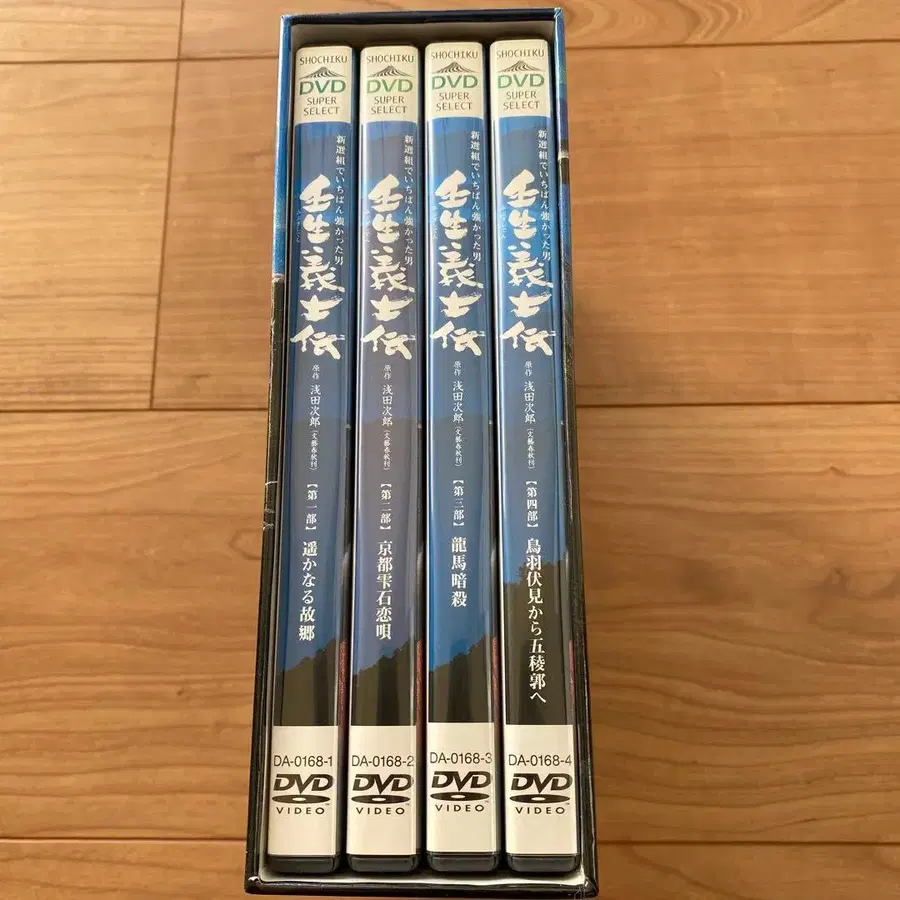 SHOCHIKU
DVD
SUPER
SELECT
新選組でいちばん強かった男
壬生義士伝
原作 浅田次郎(文藝春秋刊)
【第一部】遥かなる故郷
DA-0168-1
DVD
VIDEO
SHOCHIKU
DVD
SUPER
SELECT
新選組でいちばん強かった男
壬生義士伝
原作 浅田次郎(文藝春秋刊)
【第二部】京都雫石恋唄
DA-0168-2
DVD
VIDEO
SHOCHIKU
DVD
SUPER
SELECT
新選組でいちばん強かった男
壬生義士伝
原作 浅田次郎(文藝春秋刊)
【第三部】龍馬暗殺
DA-0168-3
DVD
VIDEO
SHOCHIKU
DVD
SUPER
SELECT
新選組でいちばん強かった男
壬生義士伝
原作 浅田次郎(文藝春秋刊)
【第四部】鳥羽伏見から五稜郭へ
DA-0168-4
DVD
VIDEO